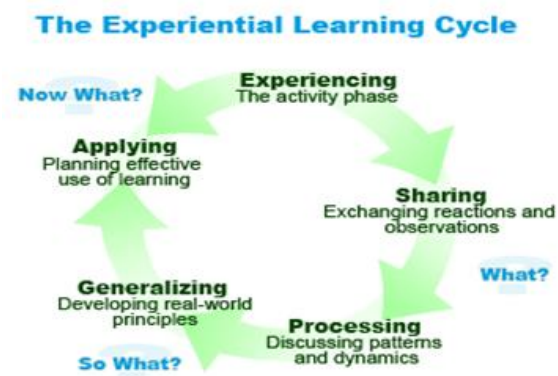 The Experiential Learning Cycle
Experiencing
The activity phase
Now What?
Applying
Planning effective
use of learning
Sharing
Exchanging reactions and
observations
What?
Generalizing
Developing real-world
principles
Processing
Discussing patterns
and dynamics
So What?